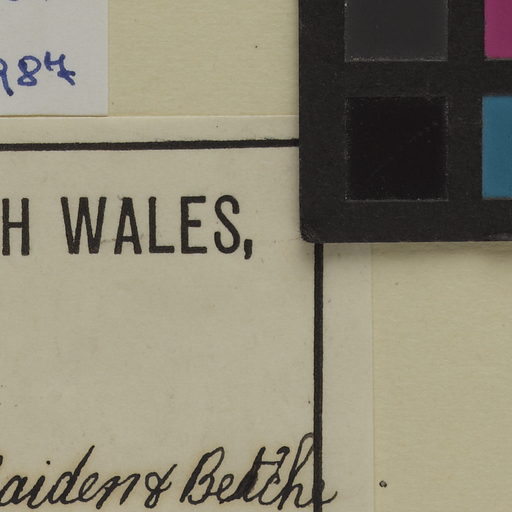 987
H WALES,
aiden & Betche